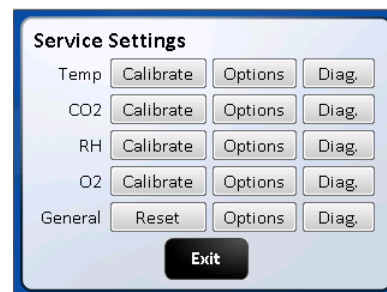 Service Settings
Temp Calibrate Options Diag.
CO2 Calibrate Options Diag.
RH Calibrate Options Diag.
O2 Calibrate Options Diag.
General Reset Options Diag.
Exit